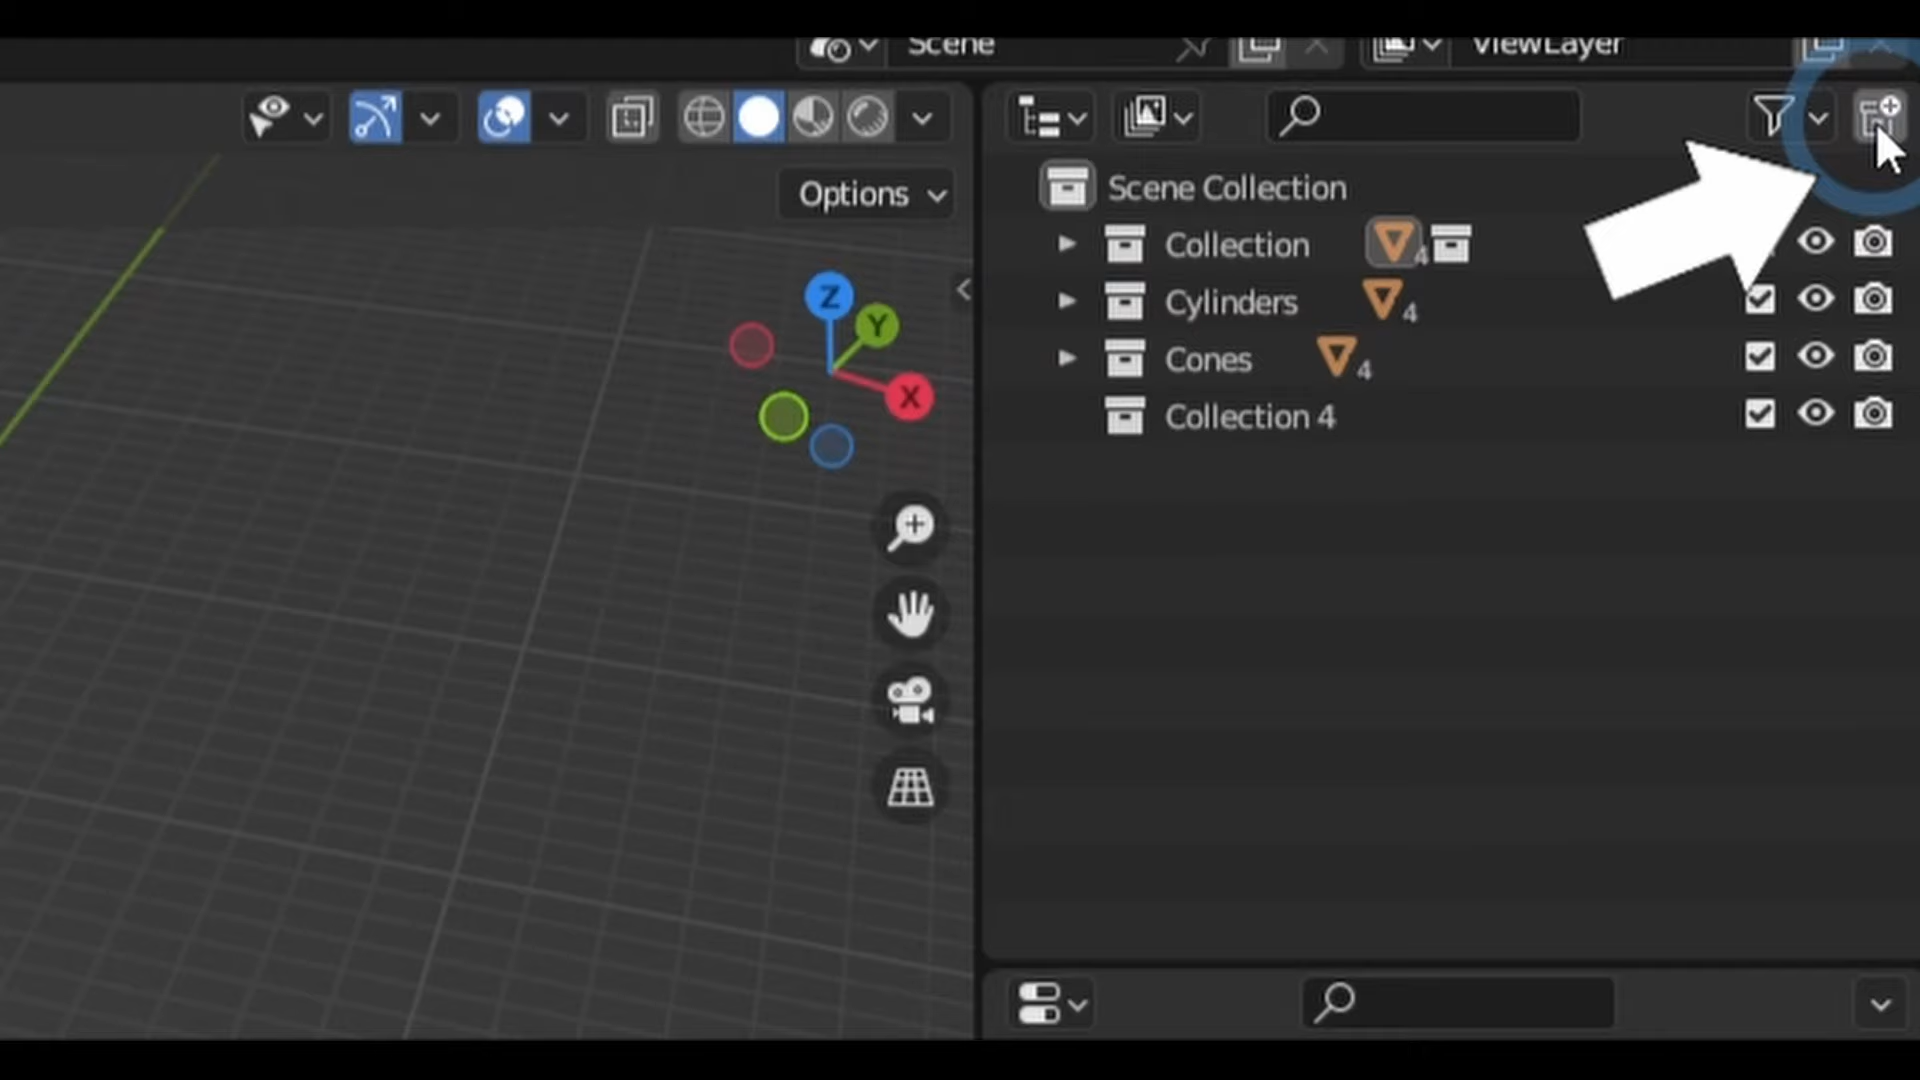 Scene
ViewLayer
Options
Scene Collection
Collection 4
Cylinders 4
Cones 4
Collection 4
Z
Y
X